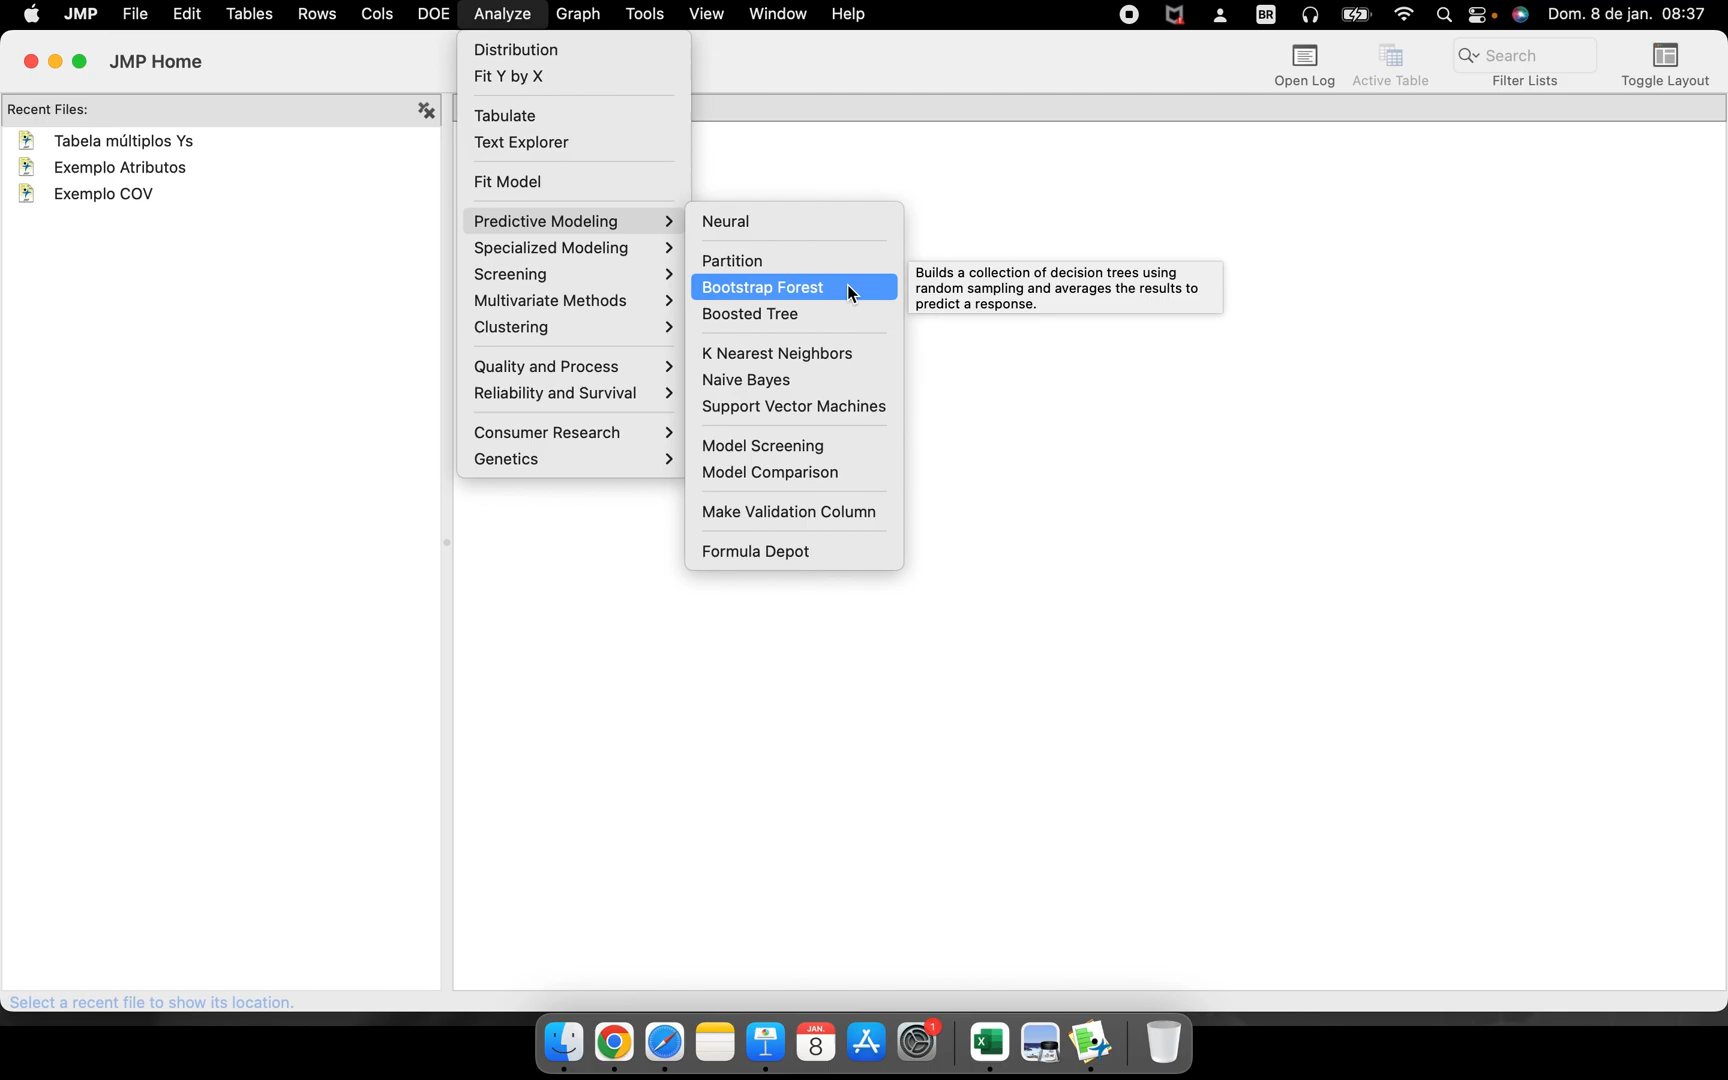 JMP File Edit Tables Rows Cols DOE Analyze Graph Tools View Window Help BR Dom. 8 de jan. 08:37
JMP Home
Search
Open Log Active Table Filter Lists Toggle Layout
Recent Files:
Tabela múltiplos Ys
Exemplo Atributos
Exemplo COV
Distribution
Fit Y by X
Tabulate
Text Explorer
Fit Model
Predictive Modeling
Specialized Modeling
Screening
Multivariate Methods
Clustering
Quality and Process
Reliability and Survival
Consumer Research
Genetics
Neural
Partition
Bootstrap Forest
Boosted Tree
K Nearest Neighbors
Naive Bayes
Support Vector Machines
Model Screening
Model Comparison
Make Validation Column
Formula Depot
Builds a collection of decision trees using
random sampling and averages the results to
predict a response.
Select a recent file to show its location.
JAN.
8
1
X